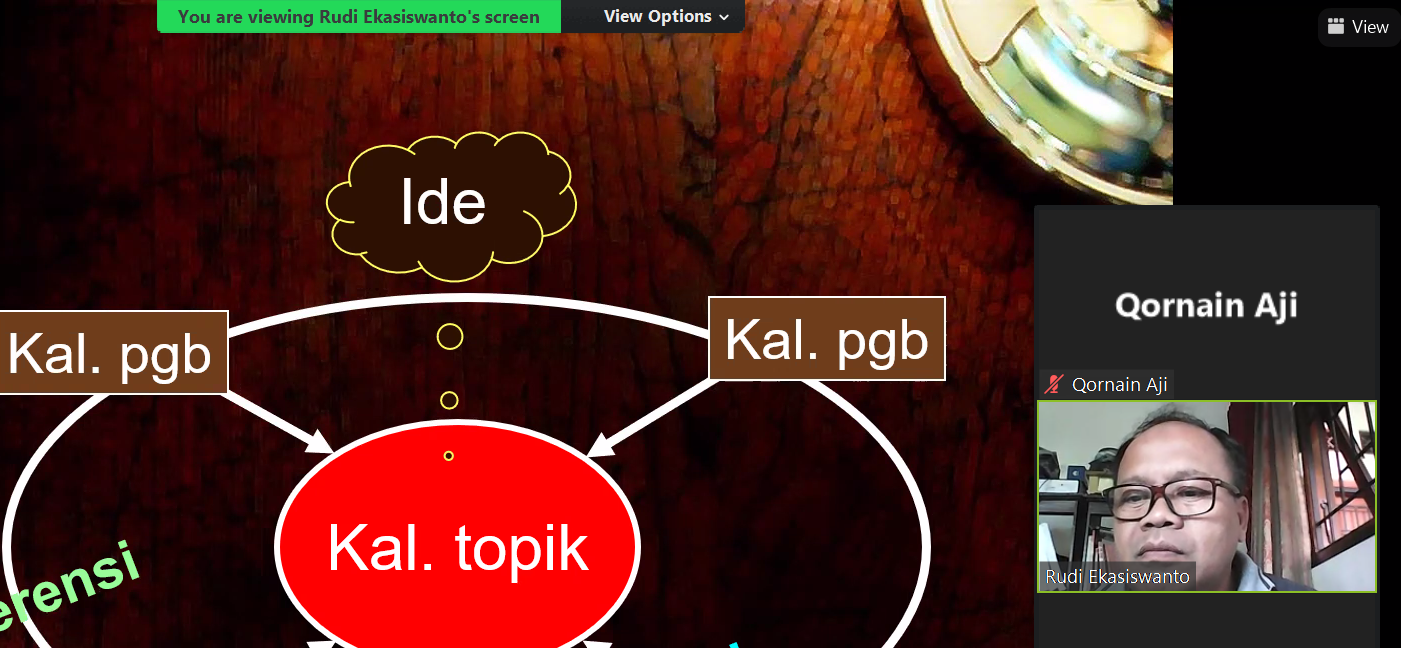 You are viewing Rudi Ekasiswanto's screen
View Options
View
Ide
Kal. pgb
Kal. pgb
Qornain Aji
Qornain Aji
Kal. topik
erensi
Rudi Ekasiswanto